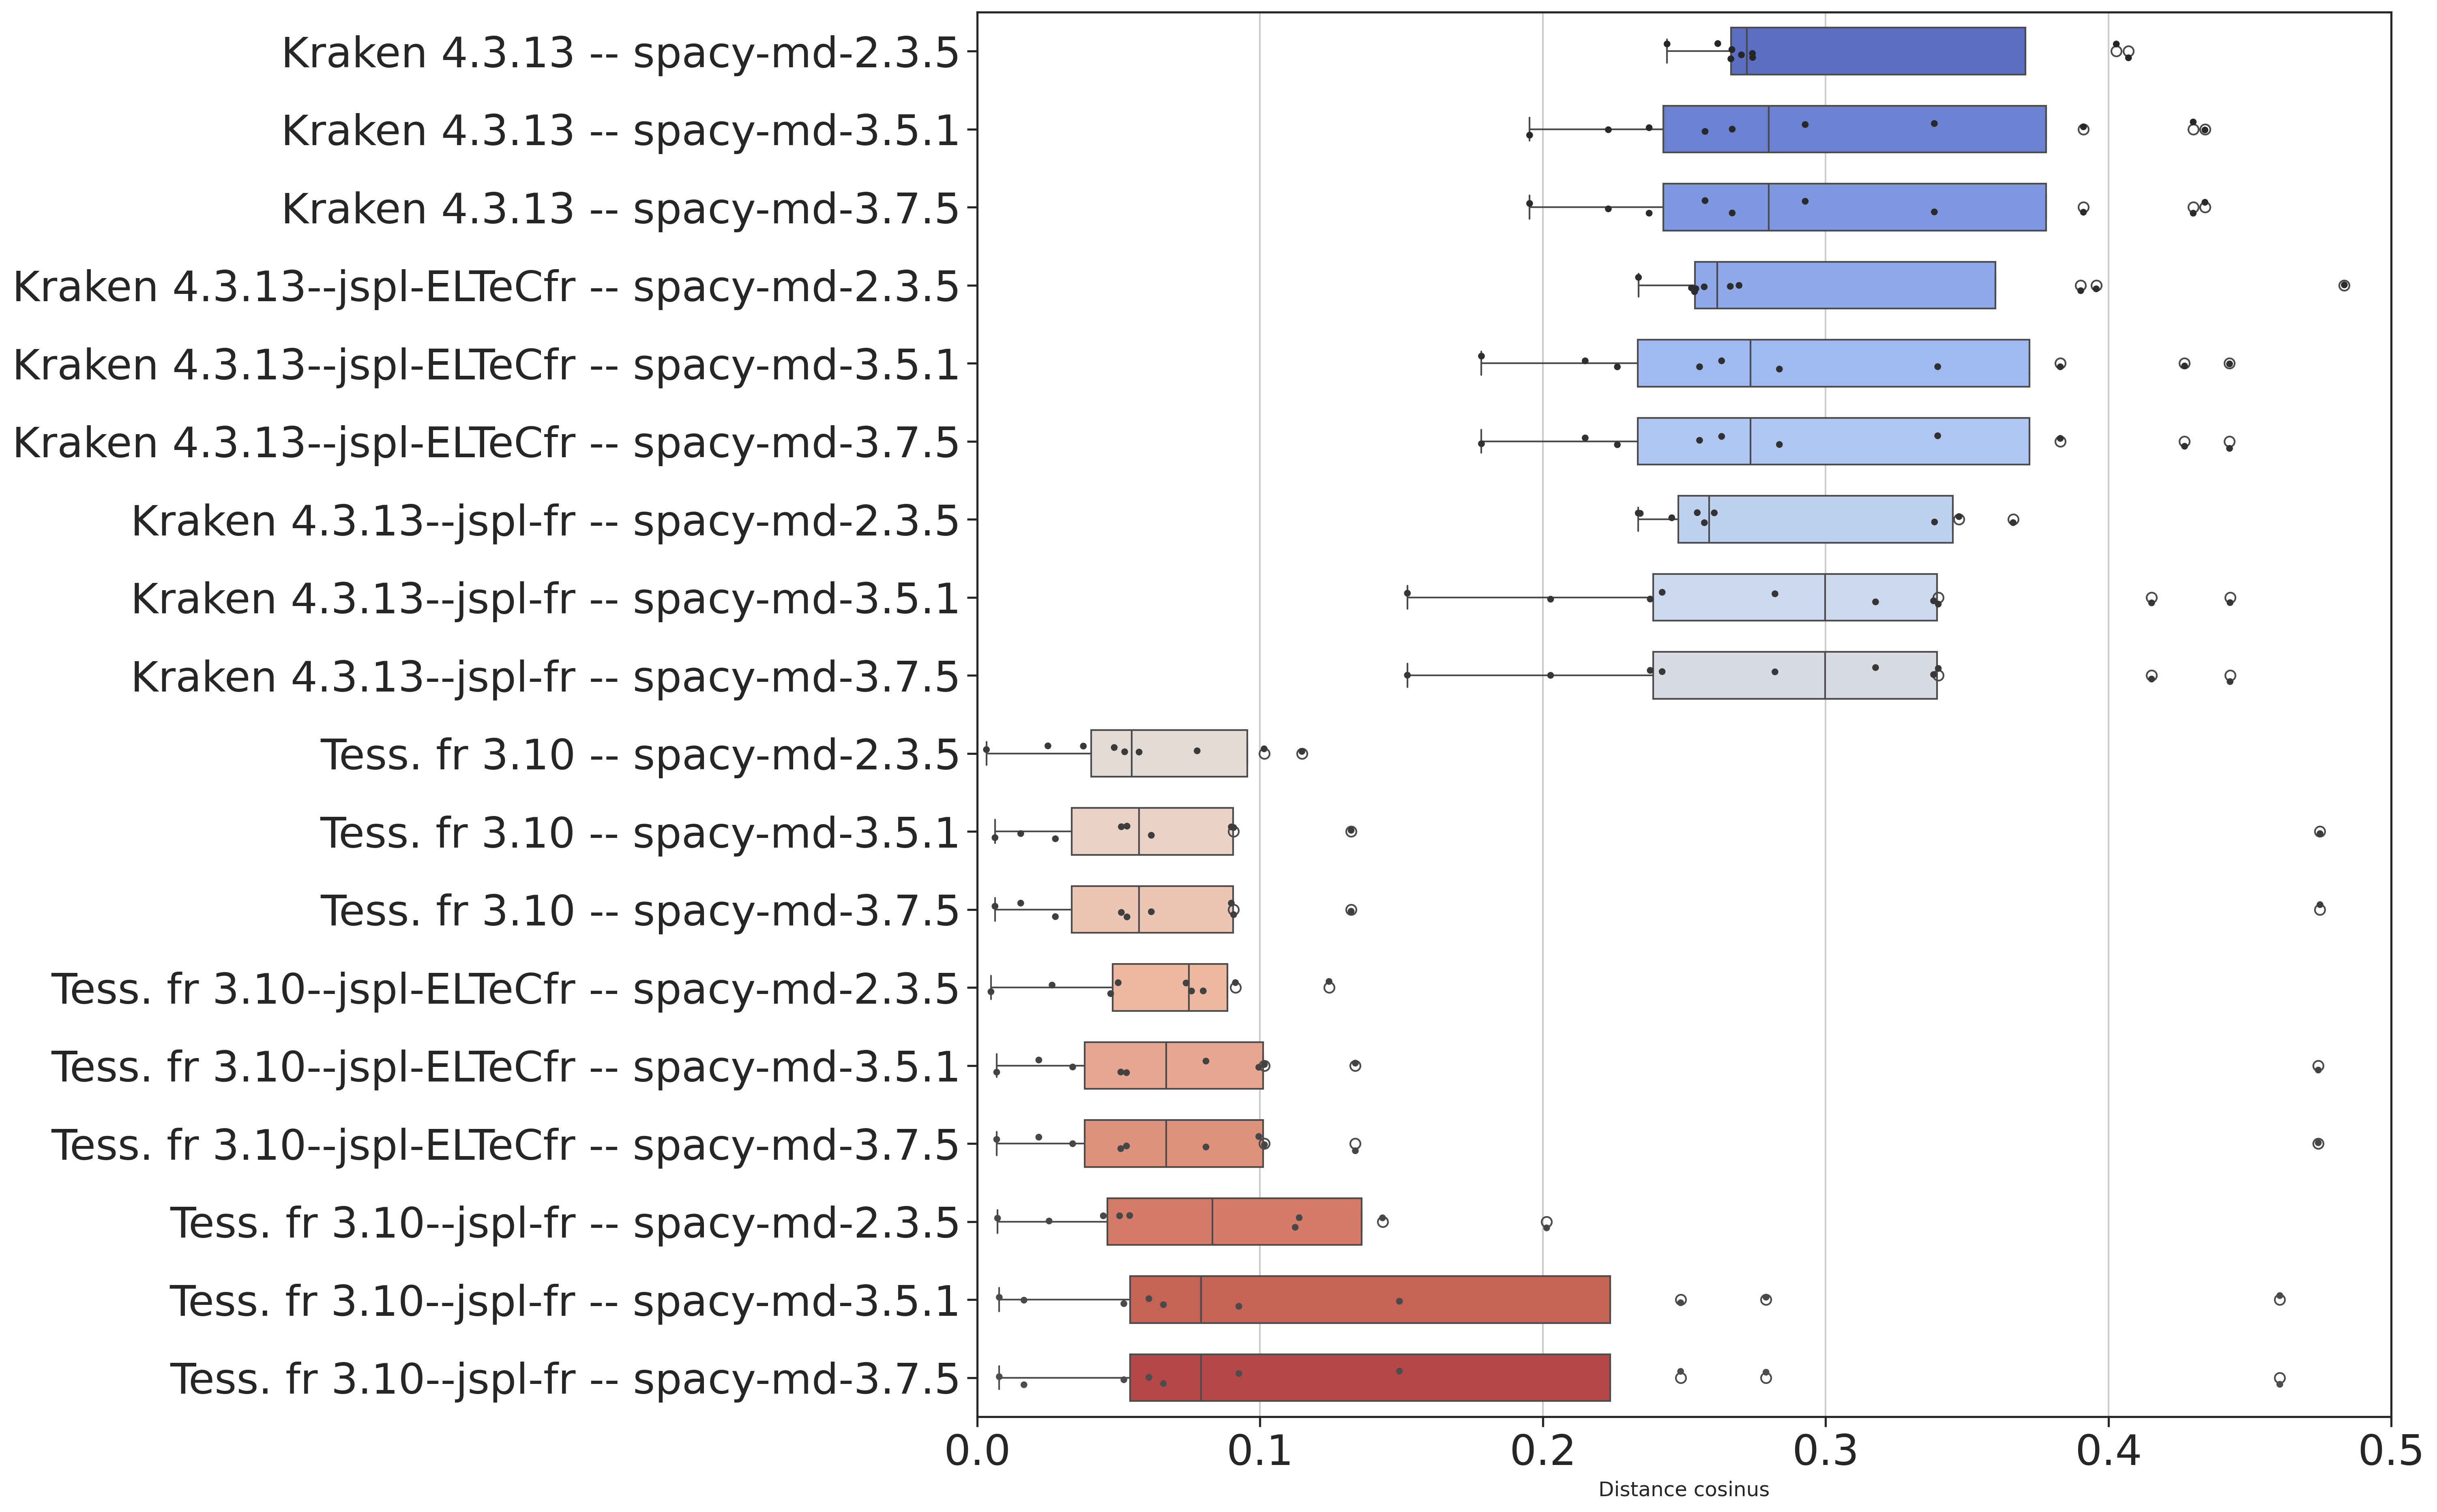 Kraken 4.3.13 -- spacy-md-2.3.5
Kraken 4.3.13 -- spacy-md-3.5.1
Kraken 4.3.13 -- spacy-md-3.7.5
Kraken 4.3.13--jspl-ELTeCfr -- spacy-md-2.3.5
Kraken 4.3.13--jspl-ELTeCfr -- spacy-md-3.5.1
Kraken 4.3.13--jspl-ELTeCfr -- spacy-md-3.7.5
Kraken 4.3.13--jspl-fr -- spacy-md-2.3.5
Kraken 4.3.13--jspl-fr -- spacy-md-3.5.1
Kraken 4.3.13--jspl-fr -- spacy-md-3.7.5
Tess. fr 3.10 -- spacy-md-2.3.5
Tess. fr 3.10 -- spacy-md-3.5.1
Tess. fr 3.10 -- spacy-md-3.7.5
Tess. fr 3.10--jspl-ELTeCfr -- spacy-md-2.3.5
Tess. fr 3.10--jspl-ELTeCfr -- spacy-md-3.5.1
Tess. fr 3.10--jspl-ELTeCfr -- spacy-md-3.7.5
Tess. fr 3.10--jspl-fr -- spacy-md-2.3.5
Tess. fr 3.10--jspl-fr -- spacy-md-3.5.1
Tess. fr 3.10--jspl-fr -- spacy-md-3.7.5
0.0 0.1 0.2 0.3 0.4 0.5
Distance cosinus